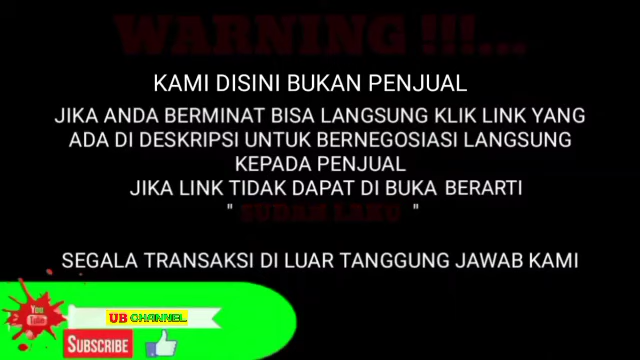 WARNING !!!...
KAMI DISINI BUKAN PENJUAL
JIKA ANDA BERMINAT BISA LANGSUNG KLIK LINK YANG
ADA DI DESKRIPSI UNTUK BERNEGOSIASI LANGSUNG
KEPADA PENJUAL
JIKA LINK TIDAK DAPAT DI BUKA BERARTI
" SUDAH LAKU "
SEGALA TRANSAKSI DI LUAR TANGGUNG JAWAB KAMI
You
Tube
UB CHANNEL
SUBSCRIBE